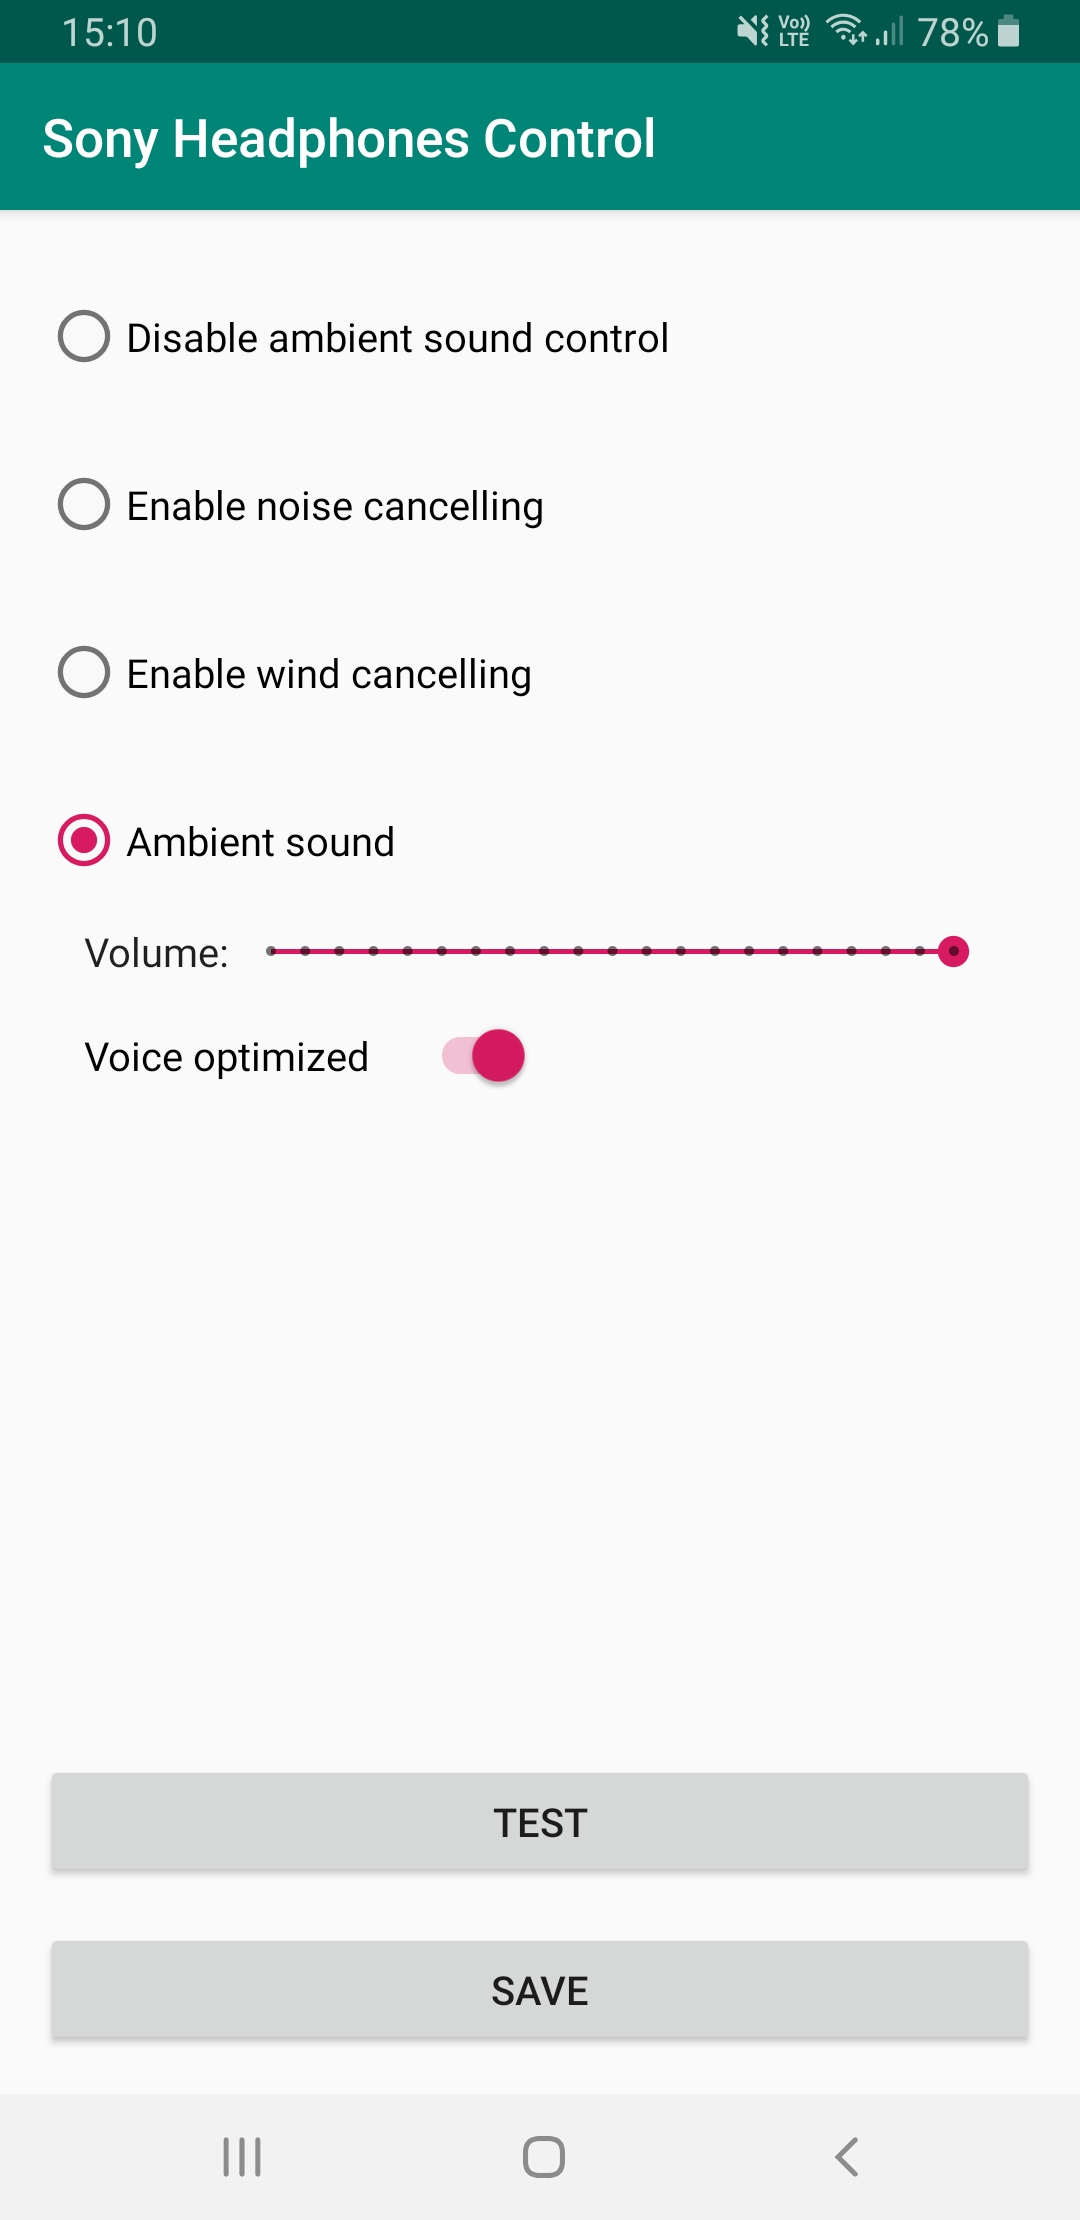 15:10 Vo)) LTE 78%
Sony Headphones Control
Disable ambient sound control
Enable noise cancelling
Enable wind cancelling
Ambient sound
Volume:
Voice optimized
TEST
SAVE